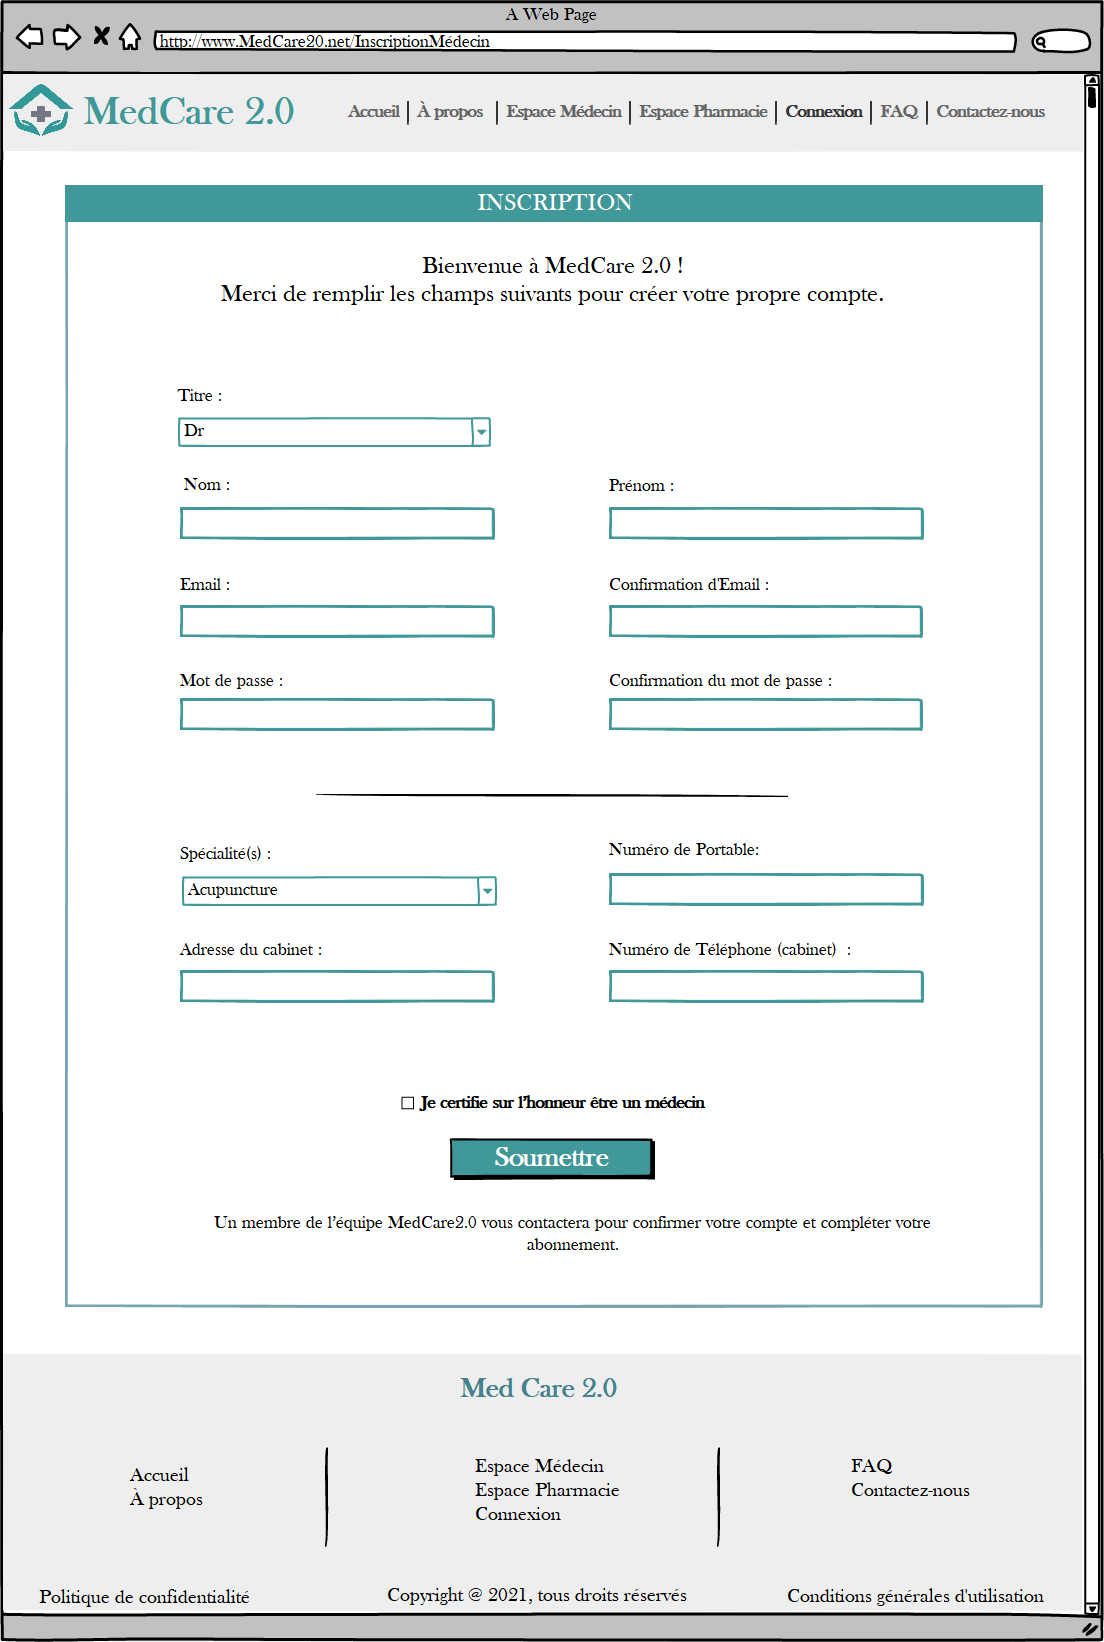 A Web Page
http://www.MedCare20.net/InscriptionMédecin
MedCare 2.0
Accueil | À propos | Espace Médecin | Espace Pharmacie | Connexion | FAQ | Contactez-nous
INSCRIPTION
Bienvenue à MedCare 2.0 !
Merci de remplir les champs suivants pour créer votre propre compte.
Titre :
Dr
Nom :
Prénom :
Email :
Confirmation d'Email :
Mot de passe :
Confirmation du mot de passe :
Spécialité(s) :
Numéro de Portable:
Acupuncture
Adresse du cabinet :
Numéro de Téléphone (cabinet)  :
Je certifie sur l'honneur être un médecin
Soumettre
Un membre de l'équipe MedCare2.0 vous contactera pour confirmer votre compte et compléter votre
abonnement.
Med Care 2.0
Accueil
À propos
Espace Médecin
Espace Pharmacie
Connexion
FAQ
Contactez-nous
Politique de confidentialité
Copyright @ 2021, tous droits réservés
Conditions générales d'utilisation